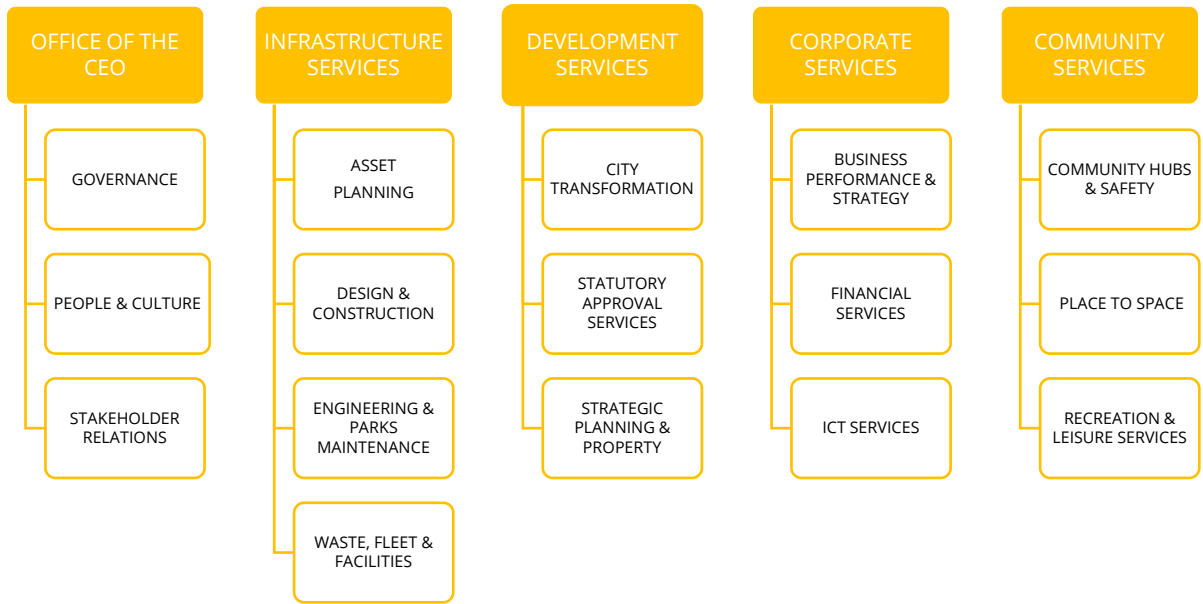 OFFICE OF THE
CEO
GOVERNANCE
PEOPLE & CULTURE
STAKEHOLDER
RELATIONS
INFRASTRUCTURE
SERVICES
ASSET
PLANNING
DESIGN &
CONSTRUCTION
ENGINEERING &
PARKS
MAINTENANCE
WASTE, FLEET &
FACILITIES
DEVELOPMENT
SERVICES
CITY
TRANSFORMATION
STATUTORY
APPROVAL
SERVICES
STRATEGIC
PLANNING &
PROPERTY
CORPORATE
SERVICES
BUSINESS
PERFORMANCE &
STRATEGY
FINANCIAL
SERVICES
ICT SERVICES
COMMUNITY
SERVICES
COMMUNITY HUBS
& SAFETY
PLACE TO SPACE
RECREATION &
LEISURE SERVICES